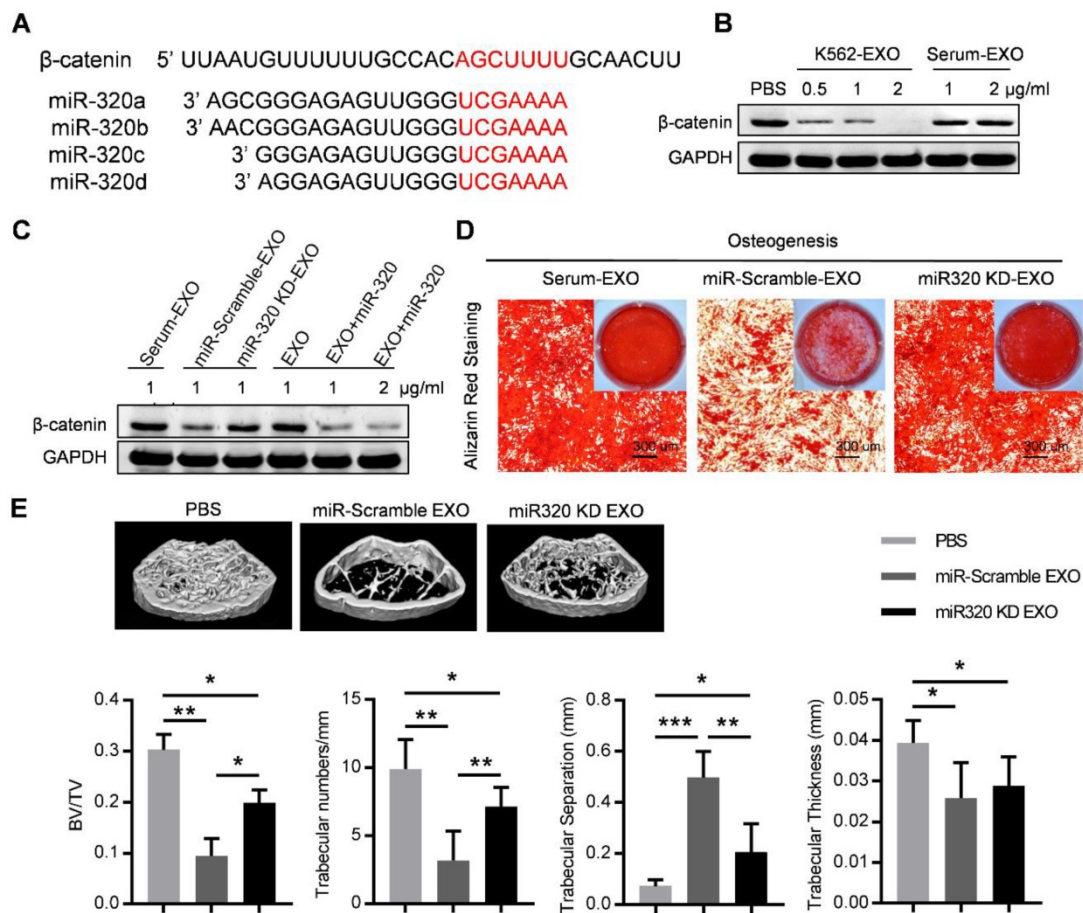 A
β-catenin 5’ UUAAUGUUUUUUGCCACAGCUUUUGCAACUU
miR-320a 3’ AGCGGGAGAGUUGGGUCGAAAA
miR-320b 3’ AACGGGAGAGUUGGGUCGAAAA
miR-320c 3’ GGGAGAGUUGGGUCGAAAA
miR-320d 3’ AGGAGAGUUGGGUCGAAAA
B
K562-EXO Serum-EXO
PBS 0.5 1 2 1 2 μg/ml
β-catenin
GAPDH
C
Serum-EXO
miR-Scramble-EXO
miR-320 KD-EXO
EXO
EXO+miR-320
EXO+miR-320
1 1 1 1 1 2 μg/ml
β-catenin
GAPDH
D
Osteogenesis
Serum-EXO miR-Scramble-EXO miR320 KD-EXO
Alizarin Red Staining
300 um 300 um 300 um
E
PBS miR-Scramble EXO miR320 KD EXO
PBS
miR-Scramble EXO
miR320 KD EXO
BV/TV
0.4
0.3
0.2
0.1
0.0
*
**
*
Trabecular numbers/mm
15
10
5
0
*
**
**
Trabecular Separation (mm)
0.8
0.6
0.4
0.2
0.0
*
***
**
Trabecular Thickness (mm)
0.05
0.04
0.03
0.02
0.01
0.00
*
*